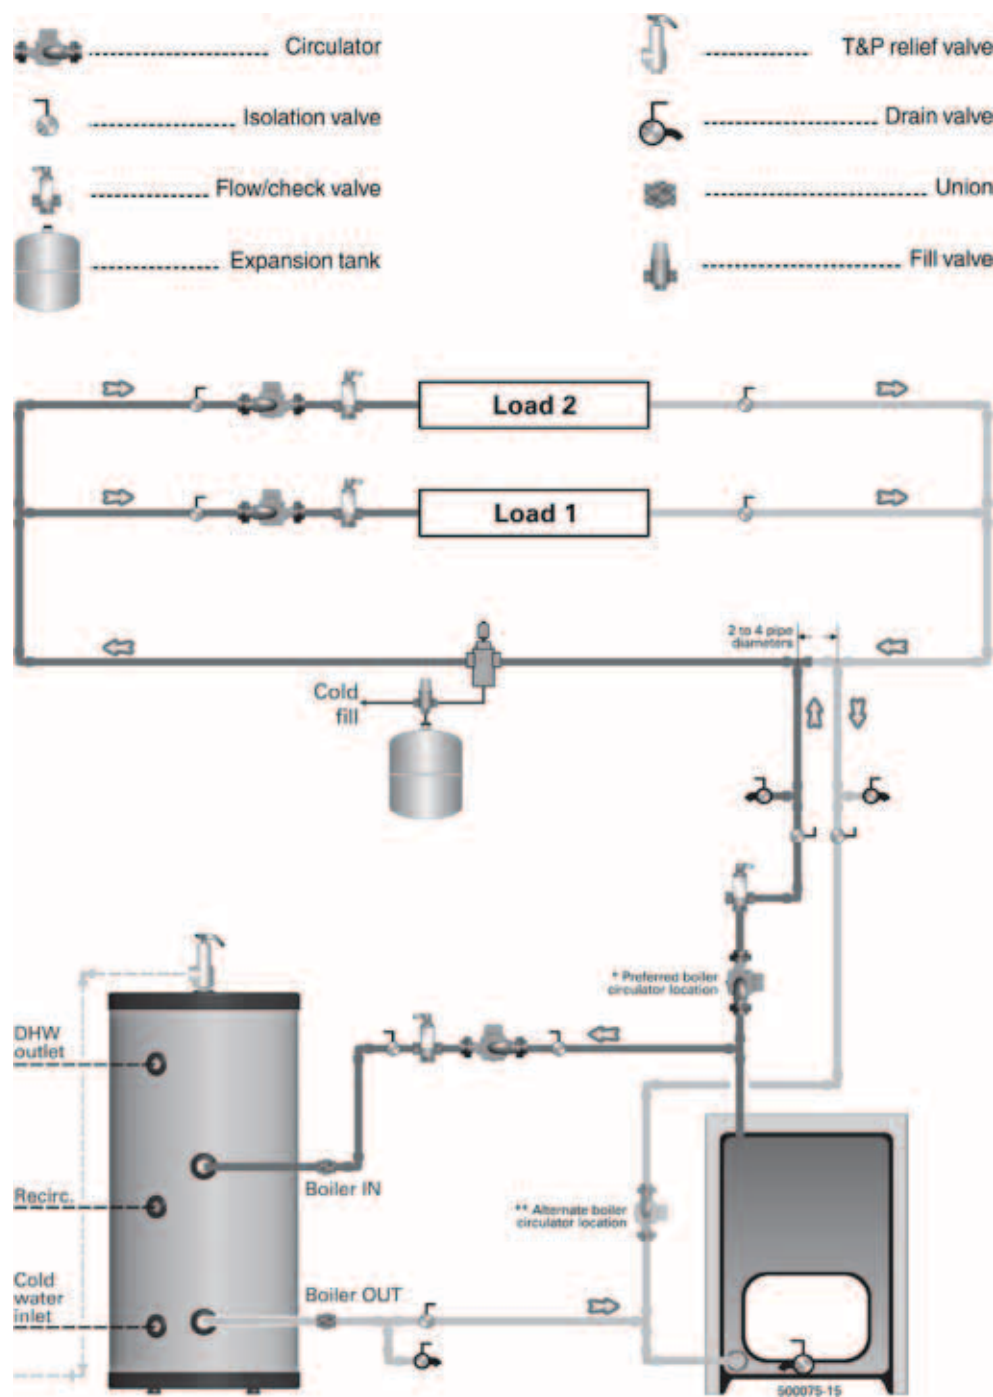 Circulator
T&P relief valve
Isolation valve
Drain valve
Flow/check valve
Union
Expansion tank
Fill valve
Load 2
Load 1
2 to 4 pipe
diameters
Cold
fill
* Preferred boiler
circulator location
DHW
outlet
Boiler IN
Recirc.
** Alternate boiler
circulator location
Cold
water
inlet
Boiler OUT
500075-15